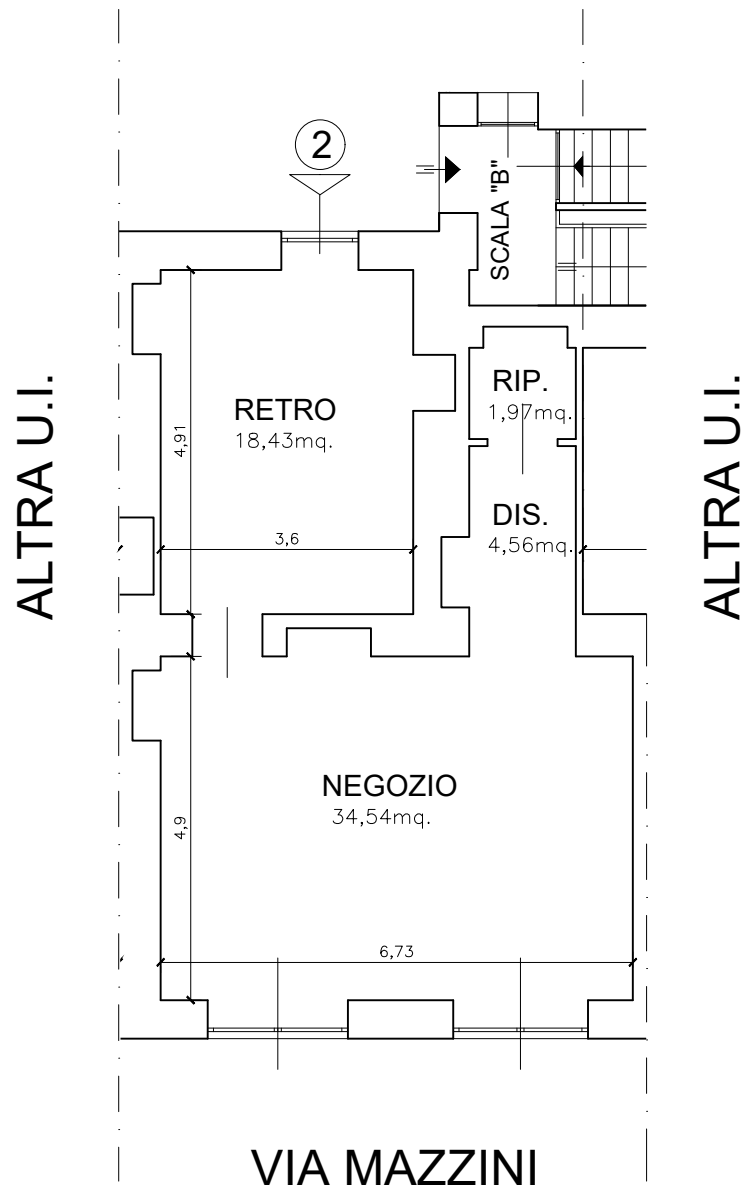 2
SCALA "B"
RIP.
1,97mq.
RETRO
18,43mq.
4,91
ALTRA U.I.
ALTRA U.I.
DIS.
4,56mq.
3,6
NEGOZIO
34,54mq.
4,9
6,73
VIA MAZZINI